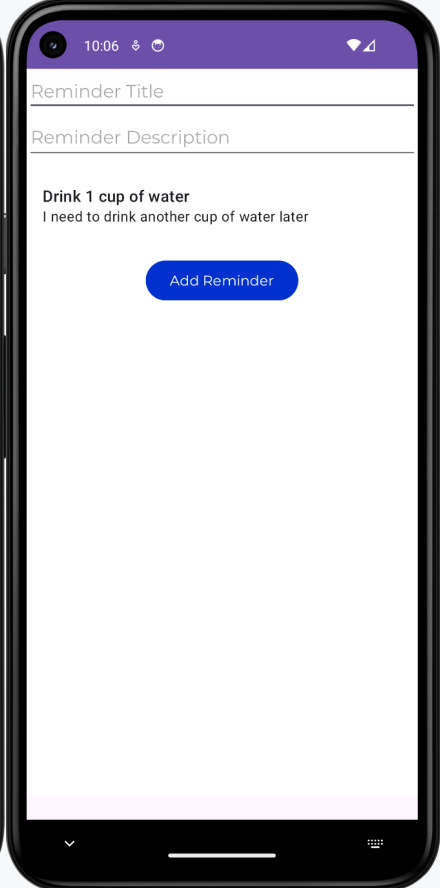 10:06
Reminder Title
Reminder Description
Drink 1 cup of water
I need to drink another cup of water later
Add Reminder